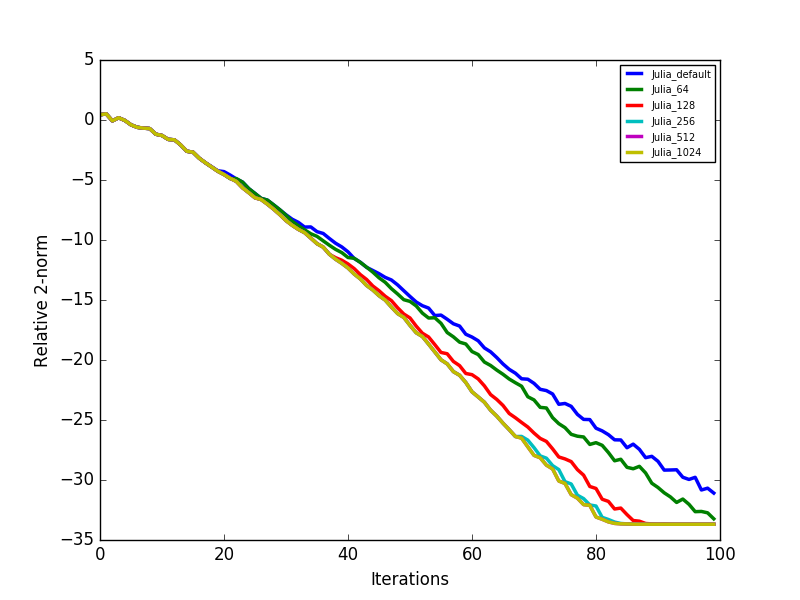 5
0
−5
−10
−15
−20
−25
−30
−35
0 20 40 60 80 100
Relative 2-norm
Iterations
Julia_default
Julia_64
Julia_128
Julia_256
Julia_512
Julia_1024